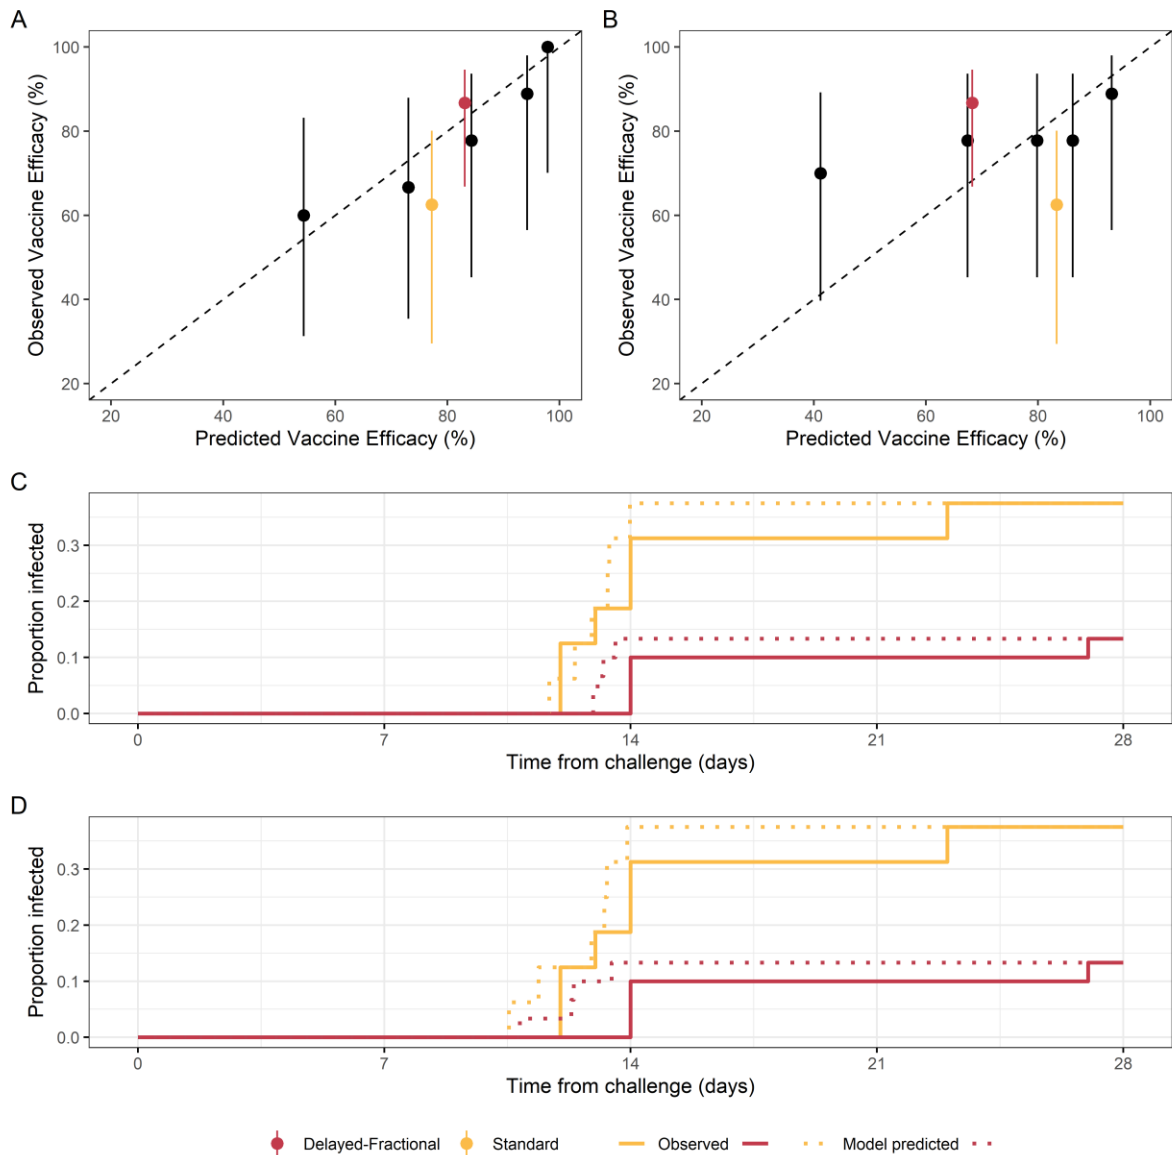 A
B
Observed Vaccine Efficacy (%)
100
80
60
40
20
20 40 60 80 100
Predicted Vaccine Efficacy (%)
Observed Vaccine Efficacy (%)
100
80
60
40
20
20 40 60 80 100
Predicted Vaccine Efficacy (%)
C
Proportion infected
0.3
0.2
0.1
0.0
0 7 14 21 28
Time from challenge (days)
D
Proportion infected
0.3
0.2
0.1
0.0
0 7 14 21 28
Time from challenge (days)
Delayed-Fractional Standard Observed Model predicted